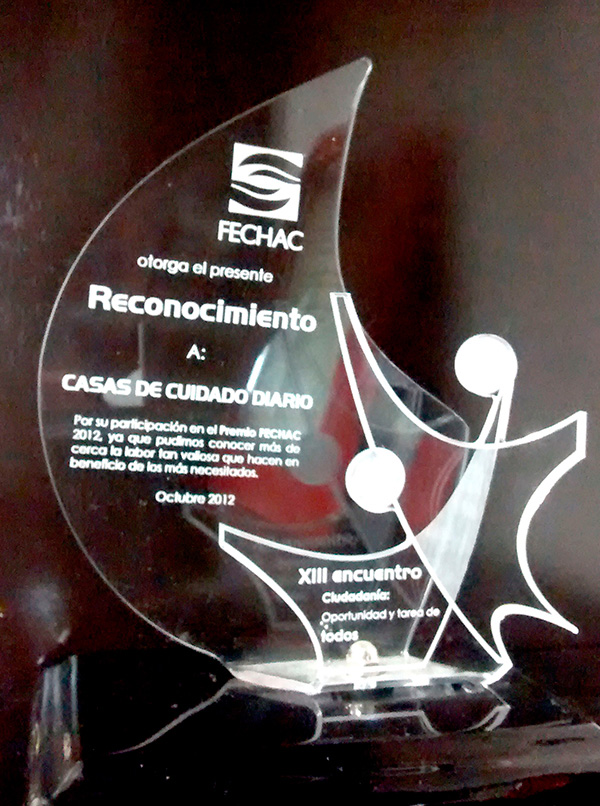 FECHAC
otorga el presente
Reconocimiento
A:
CASAS DE CUIDADO DIARIO
Por su participación en el Premio FECHAC
2012, ya que pudimos conocer más de
cerca la labor tan valiosa que hacen en
beneficio de los más necesitados.
Octubre 2012
XIII encuentro
Ciudadanía:
Oportunidad y tarea de
todos